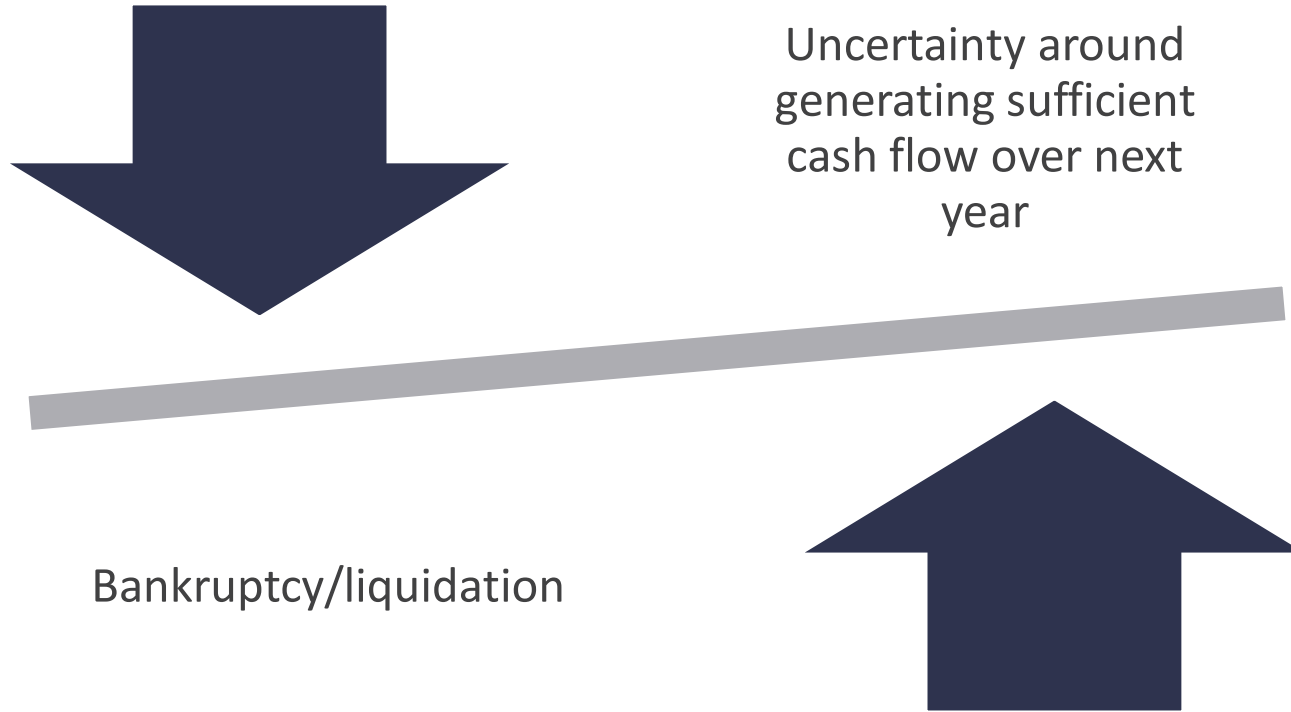 Uncertainty around
generating sufficient
cash flow over next
year
Bankruptcy/liquidation